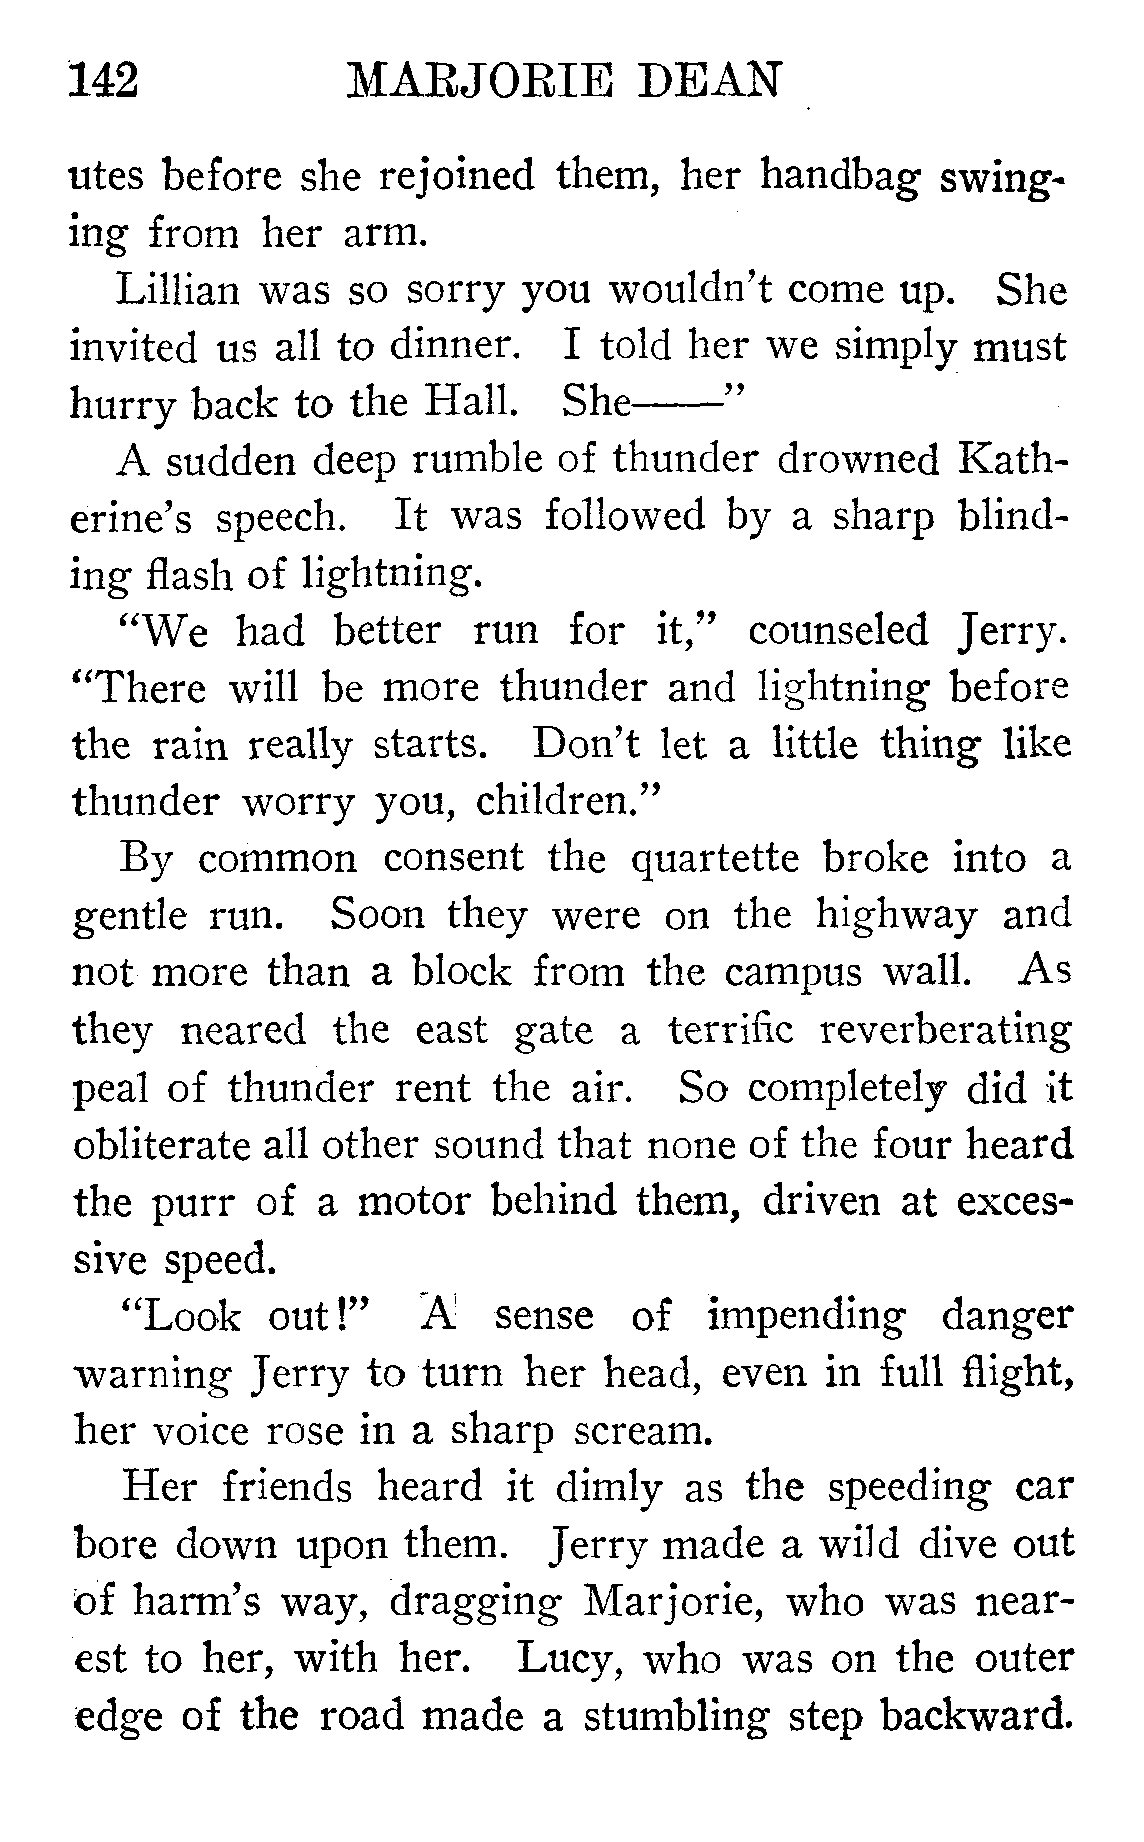 142 MARJORIE DEAN
utes before she rejoined them, her handbag swing-
ing from her arm.
Lillian was so sorry you wouldn't come up. She
invited us all to dinner. I told her we simply must
hurry back to the Hall. She——"
A sudden deep rumble of thunder drowned Kath-
erine's speech. It was followed by a sharp blind-
ing flash of lightning.
"We had better run for it," counseled Jerry.
"There will be more thunder and lightning before
the rain really starts. Don't let a little thing like
thunder worry you, children."
By common consent the quartette broke into a
gentle run. Soon they were on the highway and
not more than a block from the campus wall. As
they neared the east gate a terrific reverberating
peal of thunder rent the air. So completely did it
obliterate all other sound that none of the four heard
the purr of a motor behind them, driven at exces-
sive speed.
"Look out!" A sense of impending danger
warning Jerry to turn her head, even in full flight,
her voice rose in a sharp scream.
Her friends heard it dimly as the speeding car
bore down upon them. Jerry made a wild dive out
of harm's way, dragging Marjorie, who was near-
est to her, with her. Lucy, who was on the outer
edge of the road made a stumbling step backward.